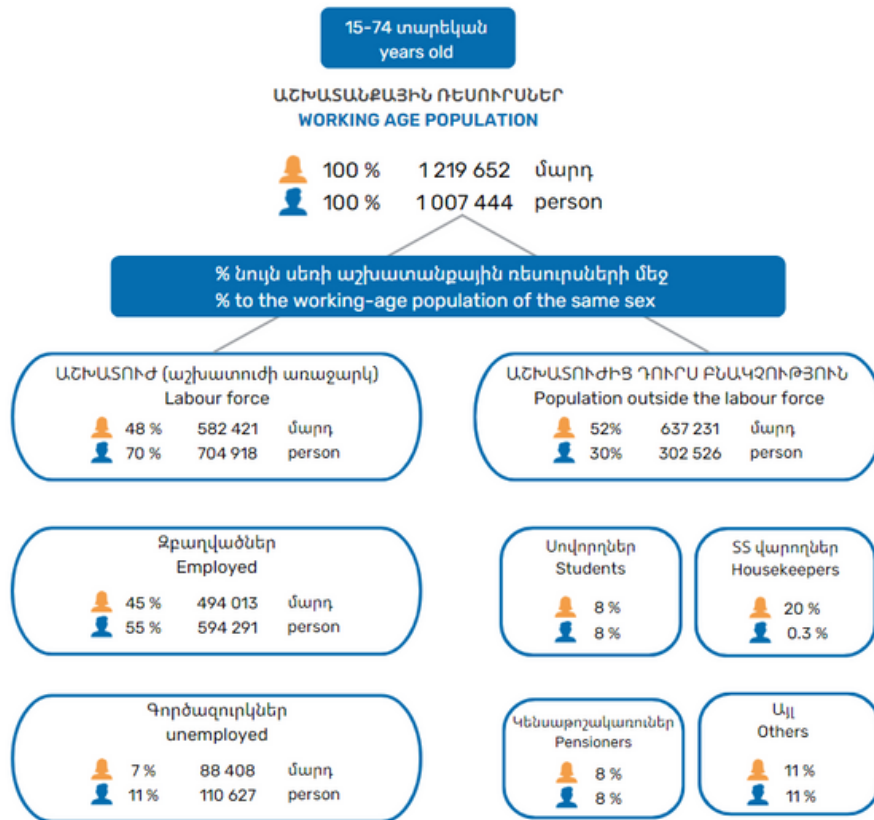 15-74 տարեկան
years old
ԱՇԽԱՏԱՆՔԱՅԻՆ ՌԵՍՈՒՐՍՆԵՐ
WORKING AGE POPULATION
100 % 1 219 652 մարդ
100 % 1 007 444 person
% նույն սեռի աշխատանքային ռեսուրսների մեջ
% to the working-age population of the same sex
ԱՇԽԱՏՈՒԺ (աշխատուժի առաջարկ)
Labour force
48 % 582 421 մարդ
70 % 704 918 person
ԱՇԽԱՏՈՒԺԻՑ ԴՈՒՐՍ ԲՆԱԿՉՈՒԹՅՈՒՆ
Population outside the labour force
52% 637 231 մարդ
30% 302 526 person
Զբաղվածներ
Employed
45 % 494 013 մարդ
55 % 594 291 person
Սովորողներ
Students
8 %
8 %
ՏՏ վարողներ
Housekeepers
20 %
0.3 %
Գործազուրկներ
unemployed
7 % 88 408 մարդ
11 % 110 627 person
Կենսաթոշակառուներ
Pensioners
8 %
8 %
Այլ
Others
11 %
11 %